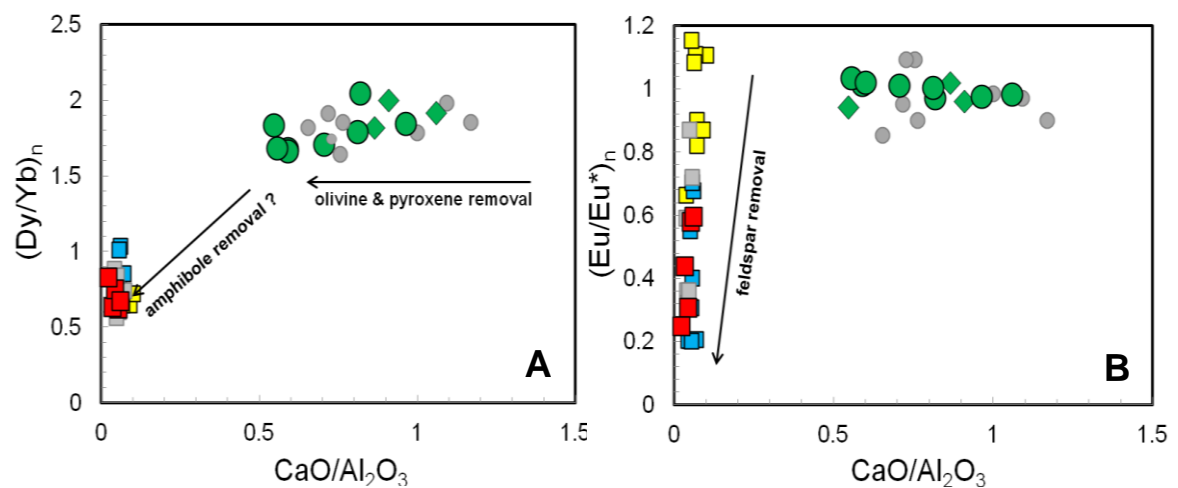 2.5
2
1.5
1
0.5
0
(Dy/Yb)n
olivine & pyroxene removal
amphibole removal ?
A
0 0.5 1 1.5
CaO/Al2O3
1.2
1
0.8
0.6
0.4
0.2
0
(Eu/Eu*)n
feldspar removal
B
0 0.5 1 1.5
CaO/Al2O3